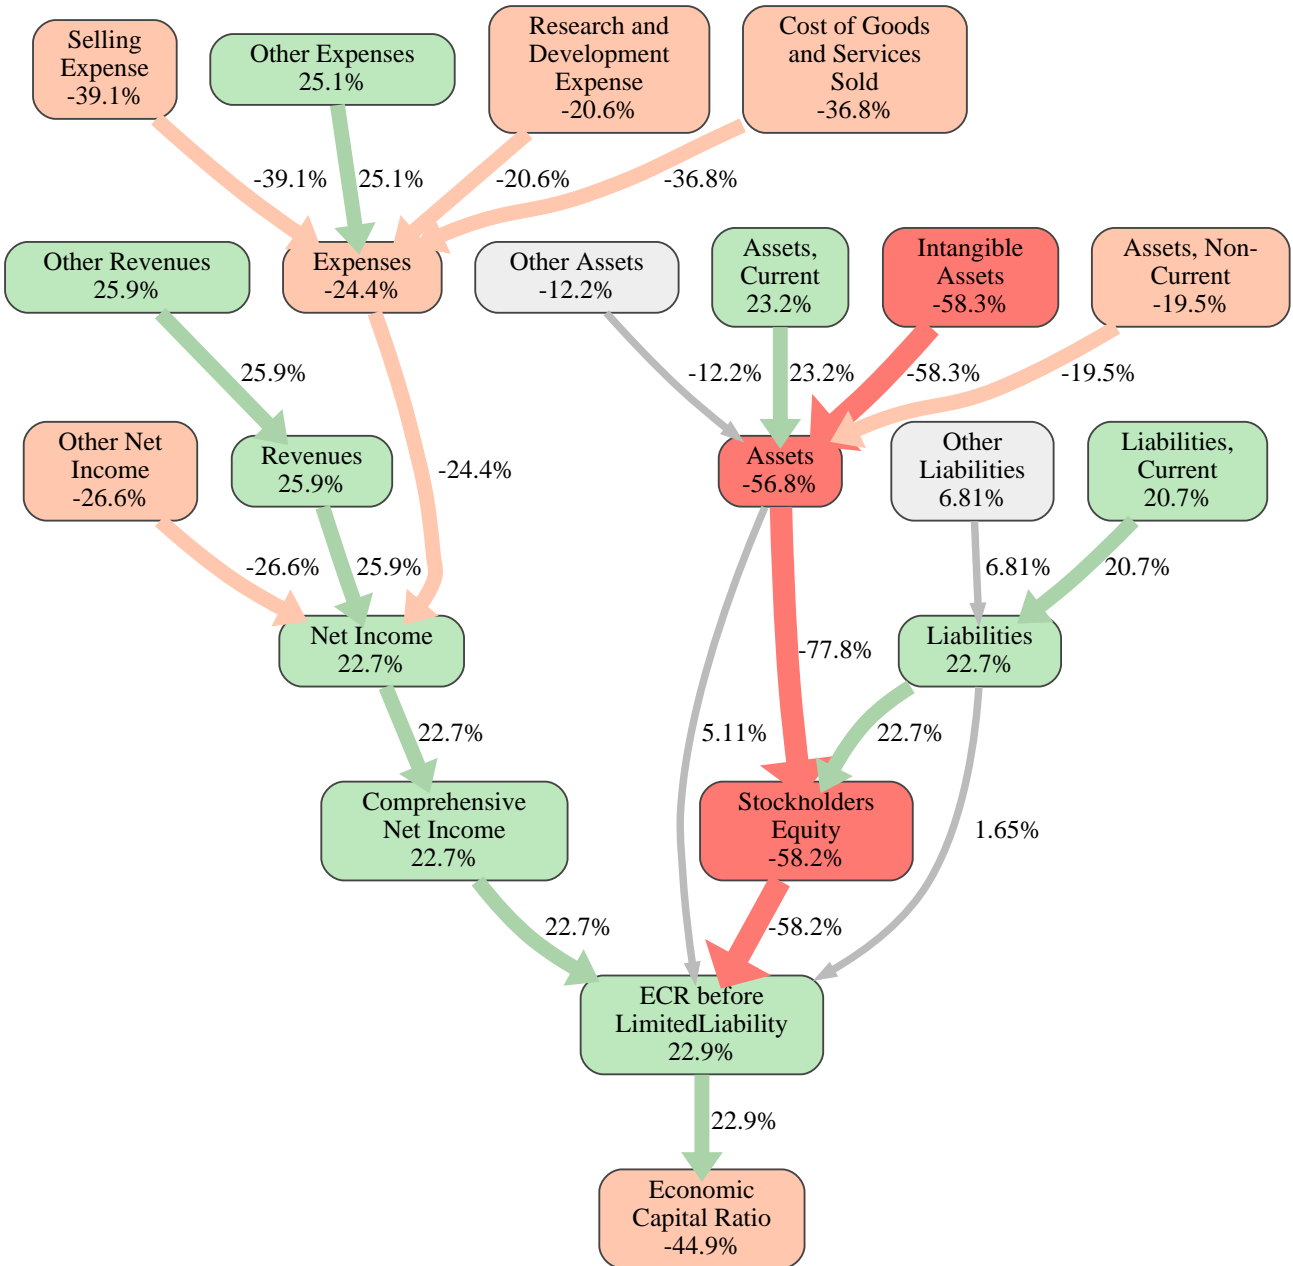 Selling
Expense
-39.1%
Other Expenses
25.1%
Research and
Development
Expense
-20.6%
Cost of Goods
and Services
Sold
-36.8%
-39.1%
25.1%
-20.6%
-36.8%
Other Revenues
25.9%
Expenses
-24.4%
Other Assets
-12.2%
Assets,
Current
23.2%
Intangible
Assets
-58.3%
Assets, Non-
Current
-19.5%
25.9%
-12.2%
23.2%
-58.3%
-19.5%
Other Net
Income
-26.6%
Revenues
25.9%
-24.4%
Assets
-56.8%
Other
Liabilities
6.81%
Liabilities,
Current
20.7%
-26.6%
25.9%
6.81%
20.7%
Net Income
22.7%
-77.8%
Liabilities
22.7%
22.7%
5.11%
22.7%
Comprehensive
Net Income
22.7%
Stockholders
Equity
-58.2%
1.65%
22.7%
-58.2%
ECR before
LimitedLiability
22.9%
22.9%
Economic
Capital Ratio
-44.9%